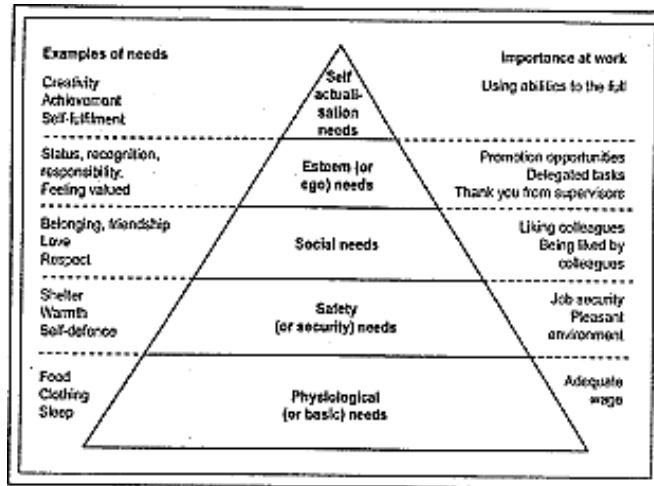 Examples of needs
Importance at work
Creativity
Achievement
Self-fulfilment
Self
actuali-
sation
needs
Using abilities to the full
Status, recognition,
responsibility,
Feeling valued
Esteem (or
ego) needs
Promotion opportunities
Delegated tasks
Thank you from supervisors
Belonging, friendship
Love
Respect
Social needs
Liking colleagues
Being liked by
colleagues
Shelter
Warmth
Self-defence
Safety
(or security) needs
Job security
Pleasant
environment
Food
Clothing
Sleep
Physiological
(or basic) needs
Adequate
wage